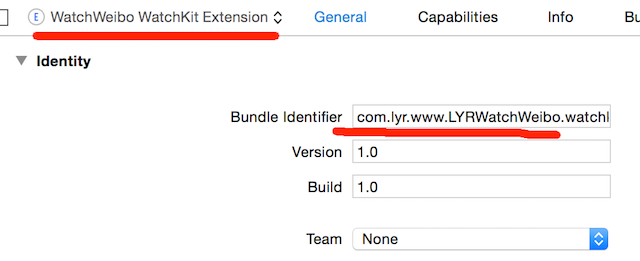 E WatchWeibo WatchKit Extension General Capabilities Info Bu
Identity
Bundle Identifier com.lyr.www.LYRWatchWeibo.watchl
Version 1.0
Build 1.0
Team None